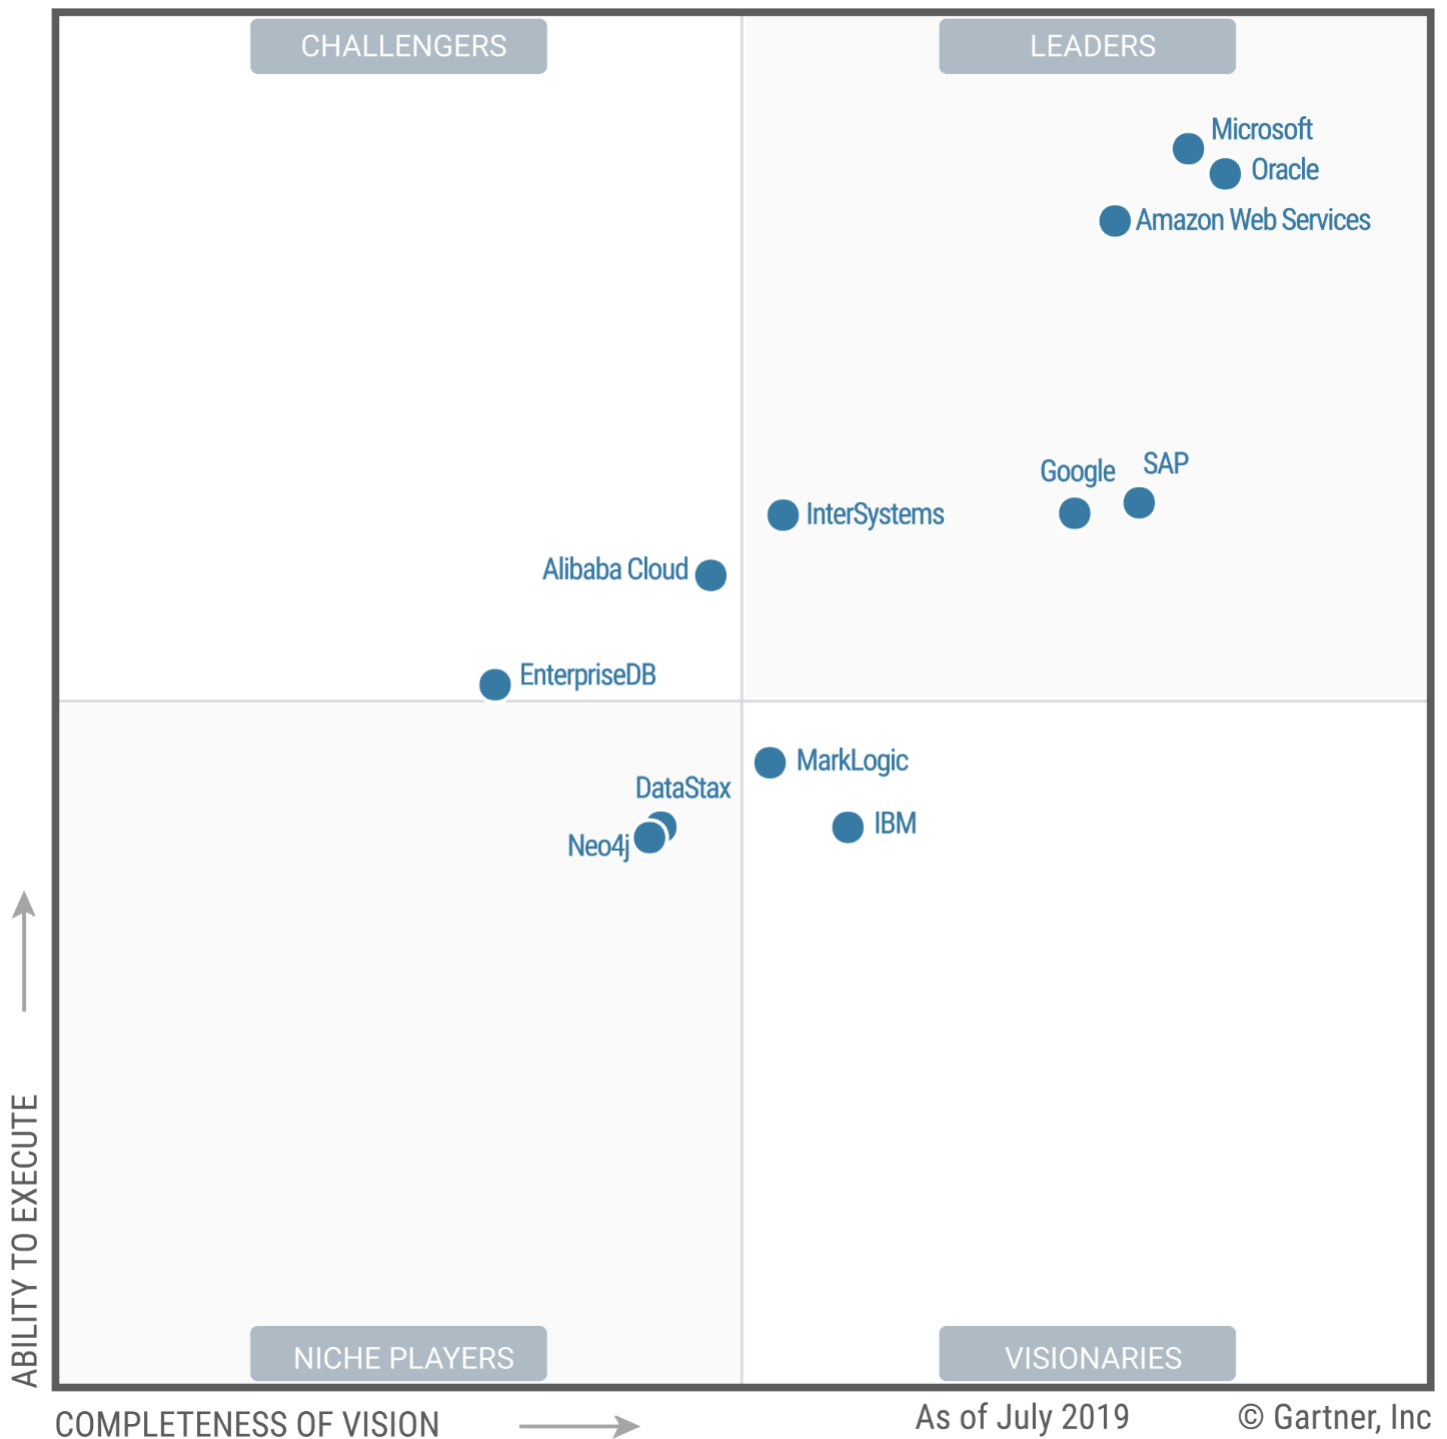 CHALLENGERS
LEADERS
Microsoft
Oracle
Amazon Web Services
Google
SAP
InterSystems
Alibaba Cloud
EnterpriseDB
MarkLogic
DataStax
IBM
Neo4j
ABILITY TO EXECUTE
NICHE PLAYERS
VISIONARIES
COMPLETENESS OF VISION
As of July 2019
© Gartner, Inc